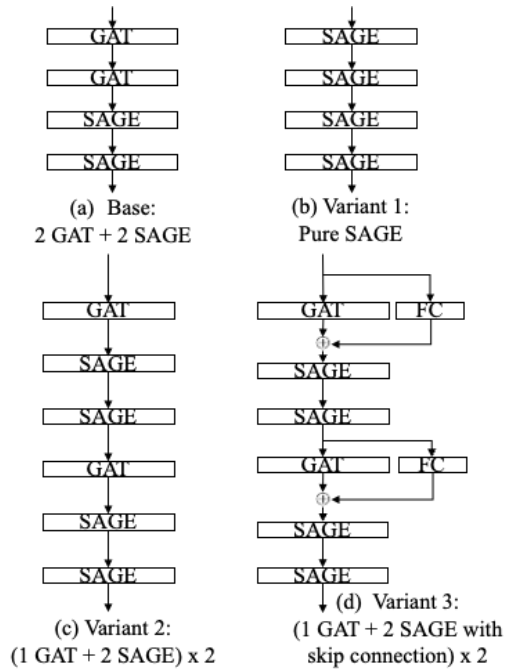 GAT
GAT
SAGE
SAGE
(a) Base:
2 GAT + 2 SAGE
SAGE
SAGE
SAGE
SAGE
(b) Variant 1:
Pure SAGE
GAT
SAGE
SAGE
GAT
SAGE
SAGE
(c) Variant 2:
(1 GAT + 2 SAGE) x 2
GAT FC
SAGE
SAGE
GAT FC
SAGE
SAGE
(d) Variant 3:
(1 GAT + 2 SAGE with
skip connection) x 2